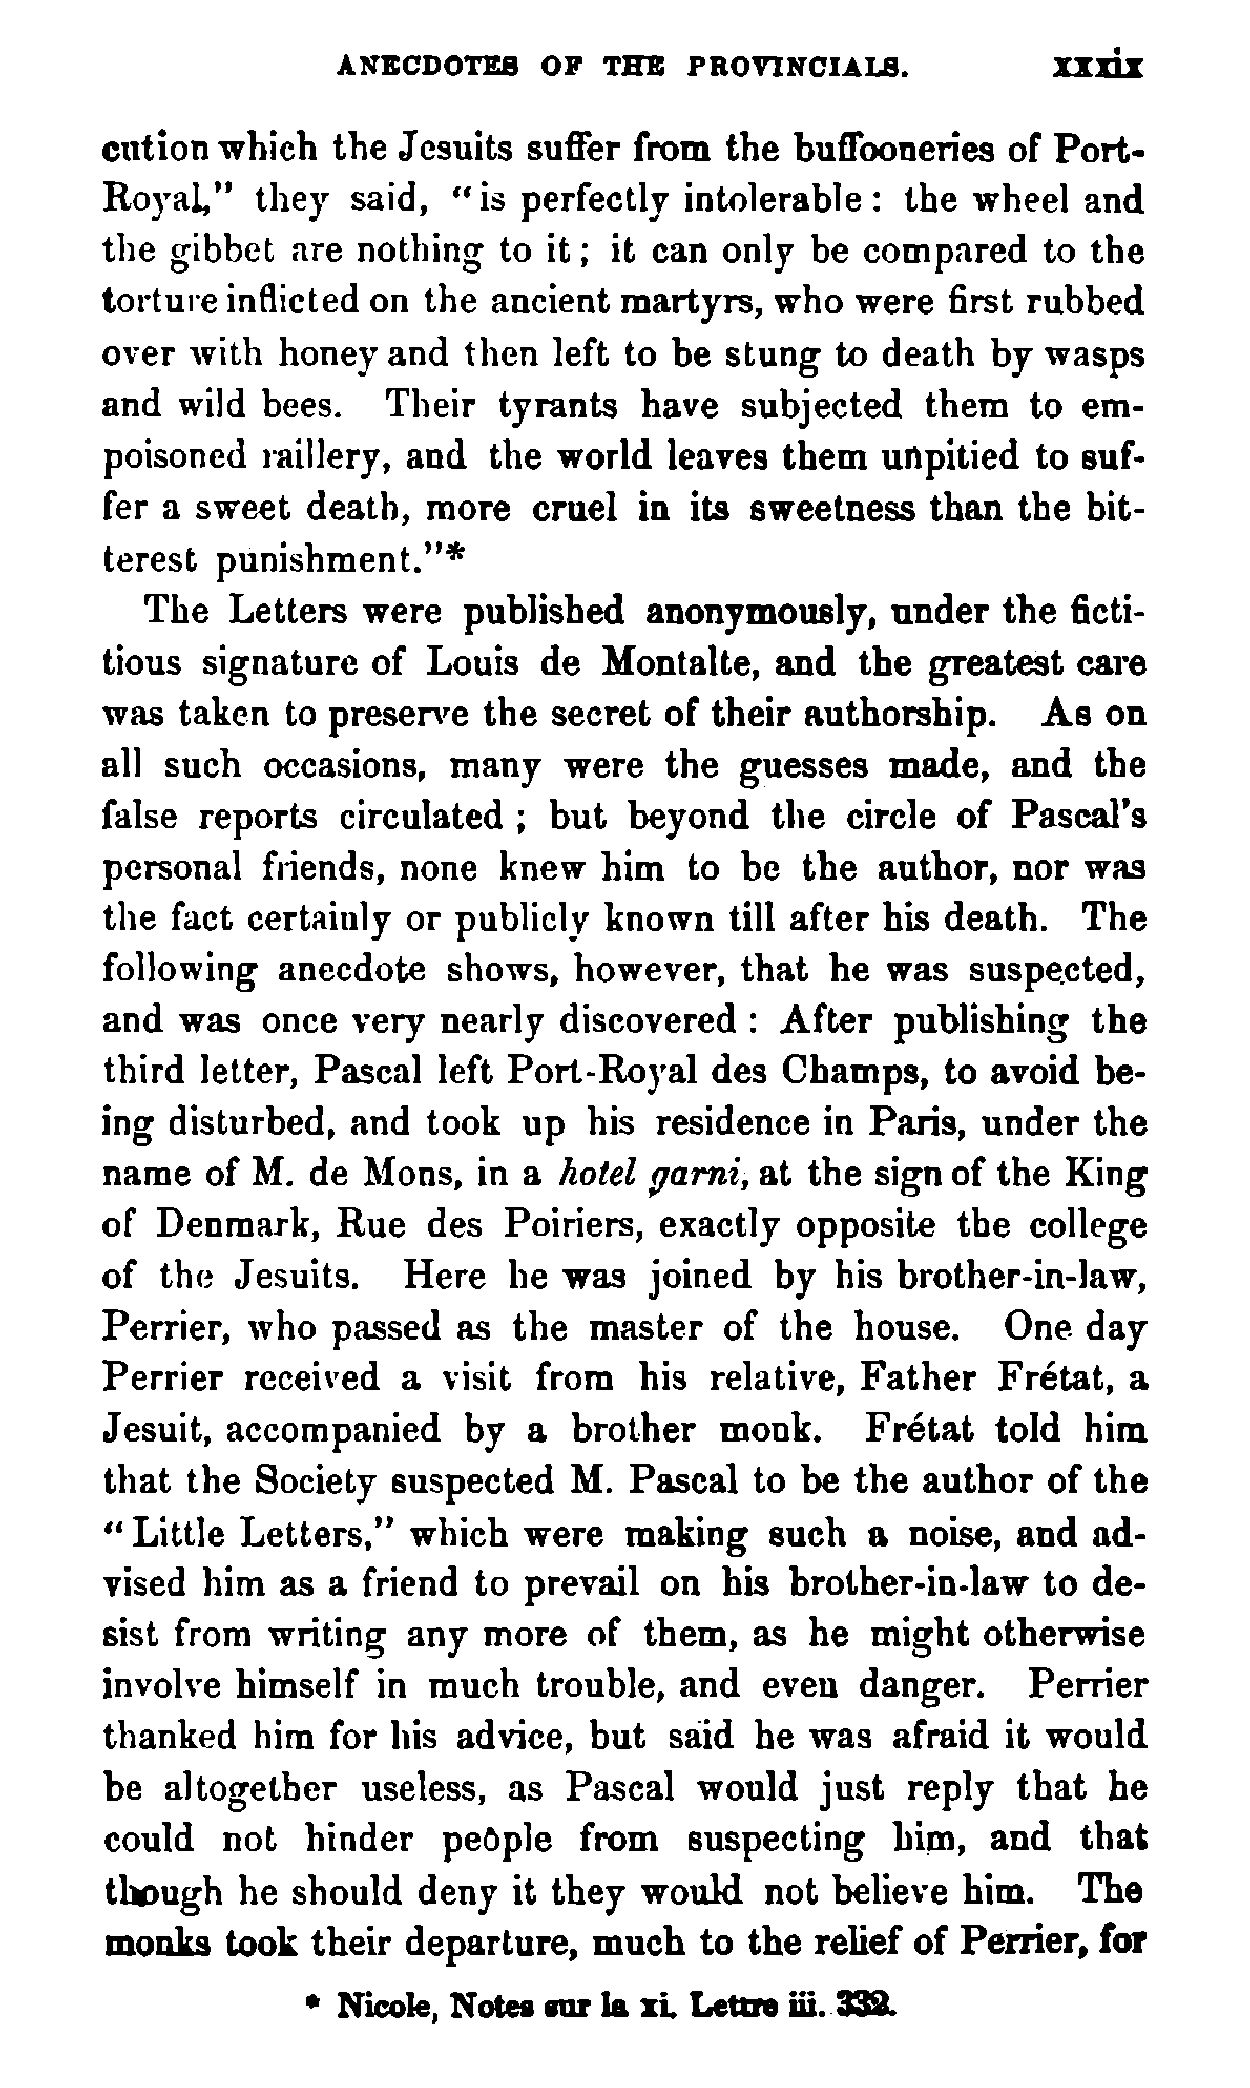 ANECDOTES OF THE PROVINCIALS. xxxix
cution which the Jesuits suffer from the buffooneries of Port-
Royal," they said, "is perfectly intolerable: the wheel and
the gibbet are nothing to it; it can only be compared to the
torture inflicted on the ancient martyrs, who were first rubbed
over with honey and then left to be stung to death by wasps
and wild bees. Their tyrants have subjected them to em-
poisoned raillery, and the world leaves them unpitied to suf-
fer a sweet death, more cruel in its sweetness than the bit-
terest punishment."*
The Letters were published anonymously, under the ficti-
tious signature of Louis de Montalte, and the greatest care
was taken to preserve the secret of their authorship. As on
all such occasions, many were the guesses made, and the
false reports circulated; but beyond the circle of Pascal's
personal friends, none knew him to be the author, nor was
the fact certainly or publicly known till after his death. The
following anecdote shows, however, that he was suspected,
and was once very nearly discovered: After publishing the
third letter, Pascal left Port-Royal des Champs, to avoid be-
ing disturbed, and took up his residence in Paris, under the
name of M. de Mons, in a hotel garni, at the sign of the King
of Denmark, Rue des Poiriers, exactly opposite the college
of the Jesuits. Here he was joined by his brother-in-law,
Perrier, who passed as the master of the house. One day
Perrier received a visit from his relative, Father Frétat, a
Jesuit, accompanied by a brother monk. Frétat told him
that the Society suspected M. Pascal to be the author of the
"Little Letters," which were making such a noise, and ad-
vised him as a friend to prevail on his brother-in-law to de-
sist from writing any more of them, as he might otherwise
involve himself in much trouble, and even danger. Perrier
thanked him for his advice, but said he was afraid it would
be altogether useless, as Pascal would just reply that he
could not hinder people from suspecting him, and that
though he should deny it they would not believe him. The
monks took their departure, much to the relief of Perrier, for
* Nicole, Notes sur la xi. Lettre iii. 332.